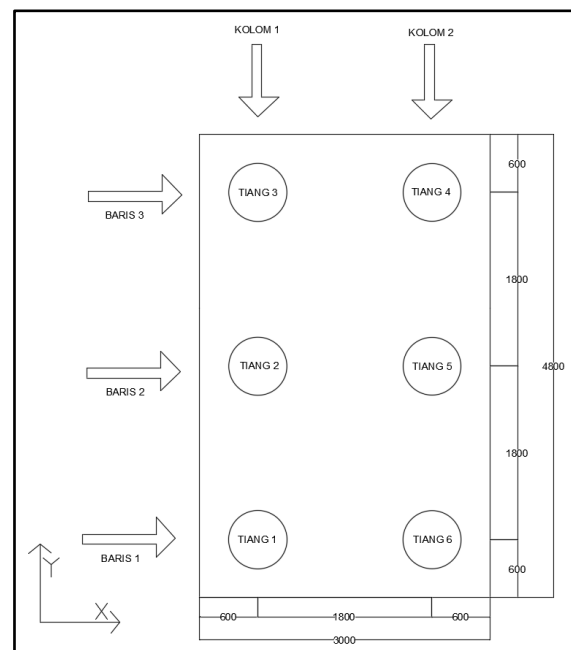 KOLOM 1
KOLOM 2
TIANG 3
TIANG 4
600
BARIS 3
1800
TIANG 2
TIANG 5
4800
BARIS 2
1800
TIANG 1
TIANG 6
BARIS 1
600
Y
X
600
1800
600
3000